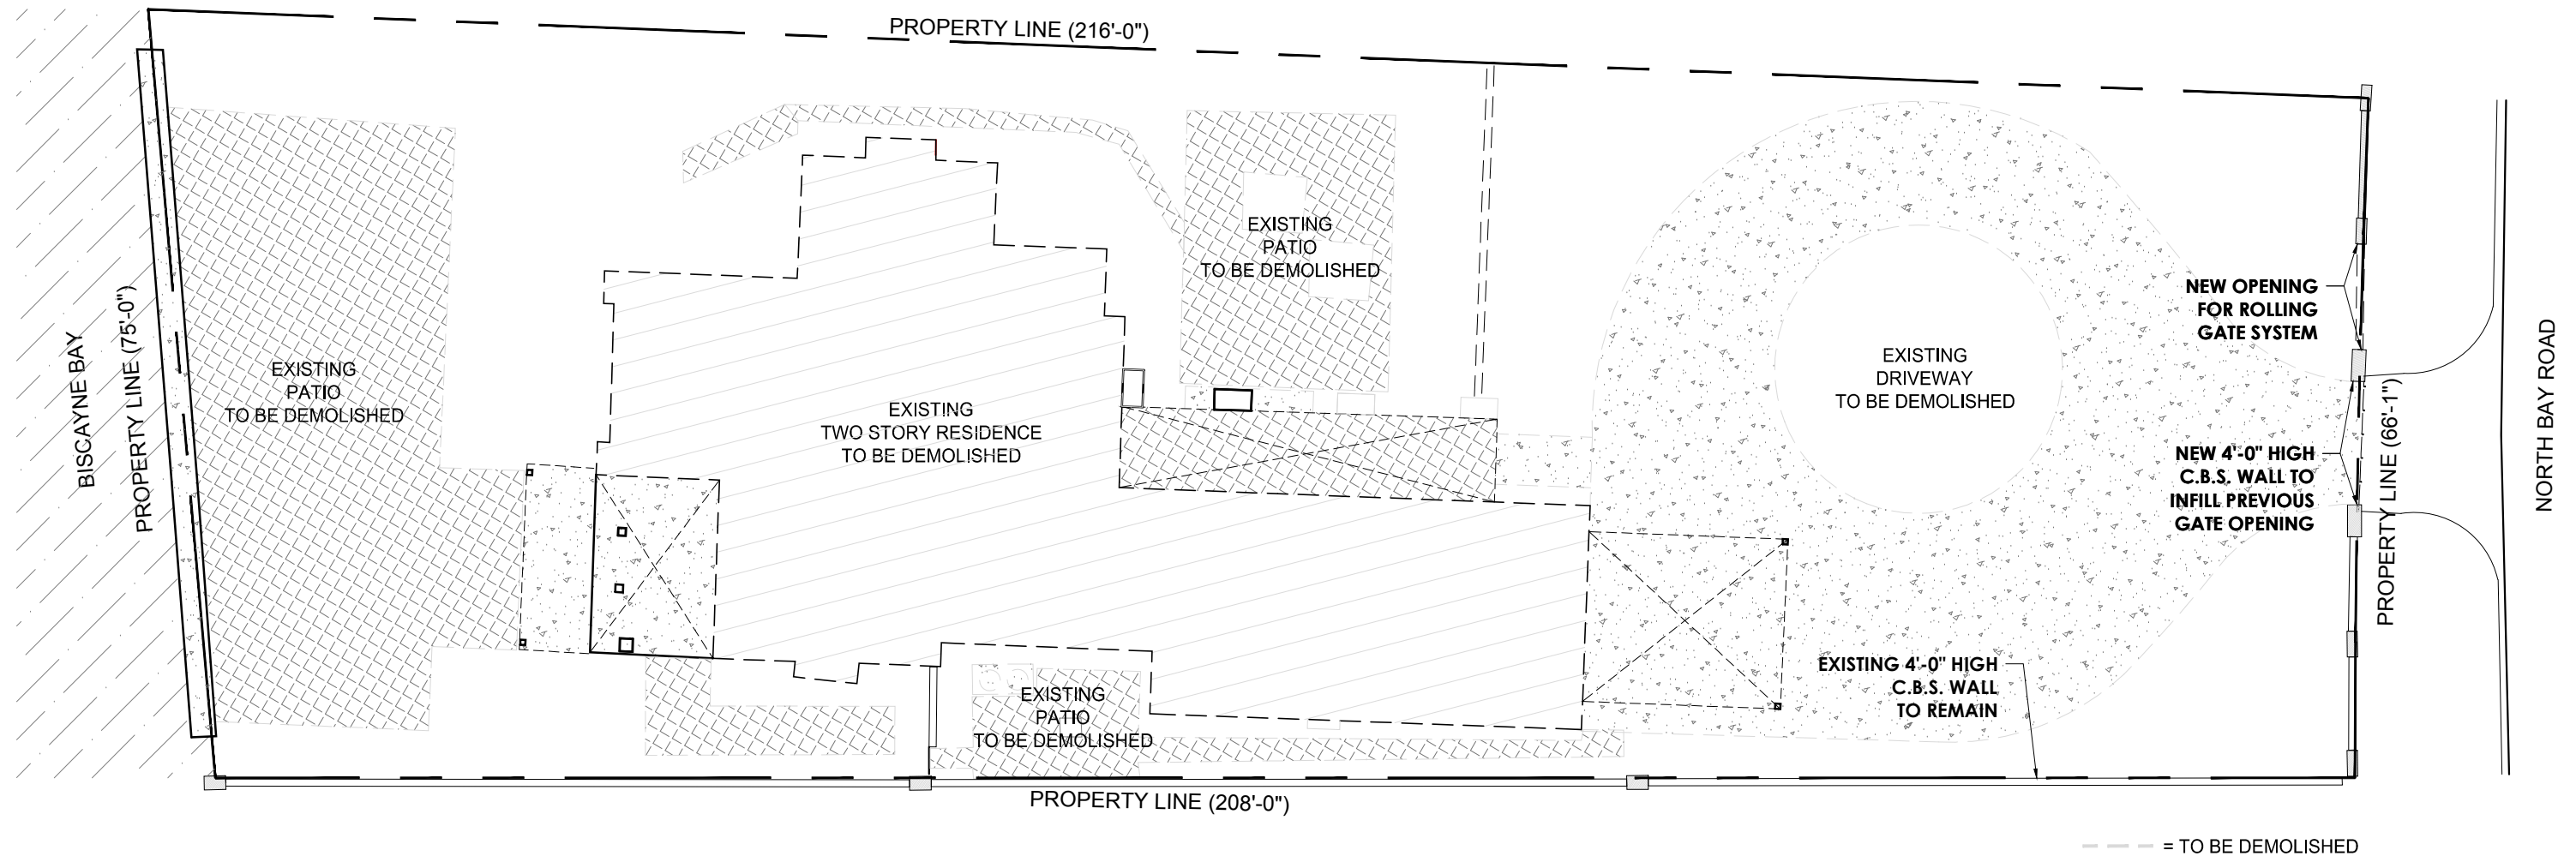 PROPERTY LINE (216'-0")
BISCAYNE BAY
PROPERTY LINE (75'-0")
EXISTING
PATIO
TO BE DEMOLISHED
EXISTING
TWO STORY RESIDENCE
TO BE DEMOLISHED
EXISTING
PATIO
TO BE DEMOLISHED
EXISTING
DRIVEWAY
TO BE DEMOLISHED
NEW OPENING
FOR ROLLING
GATE SYSTEM
NEW 4'-0" HIGH
C.B.S. WALL TO
INFILL PREVIOUS
GATE OPENING
PROPERTY LINE (66'-1")
NORTH BAY ROAD
EXISTING 4'-0" HIGH
C.B.S. WALL
TO REMAIN
EXISTING
PATIO
TO BE DEMOLISHED
PROPERTY LINE (208'-0")
= TO BE DEMOLISHED